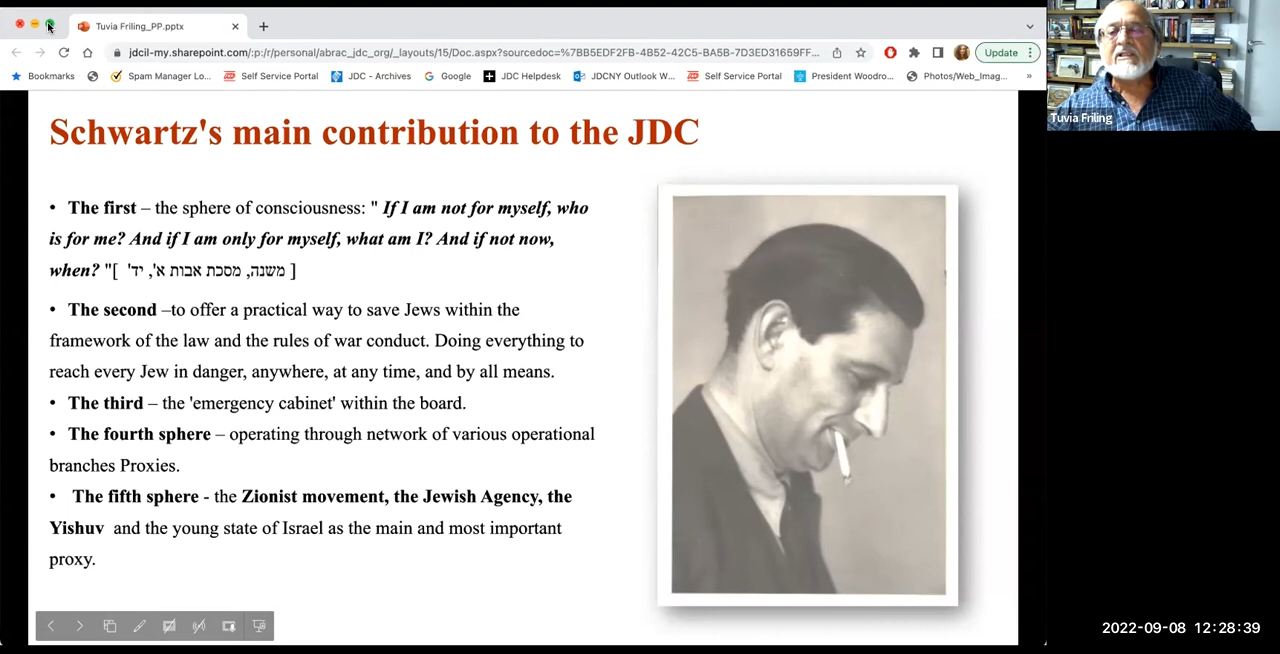 Tuvia Friling_PP.pptx
jdcil-my.sharepoint.com/:p:/r/personal/abrac_jdc_org/_layouts/15/Doc.aspx?sourcedoc=%7BB5EDF2FB-4B52-42C5-BA5B-7D3ED31659FF...
Update
Bookmarks Spam Manager Lo... Self Service Portal JDC - Archives Google JDC Helpdesk JDCNY Outlook W... Self Service Portal President Woodro... Photos/Web_Imag... »
Tuvia Friling
Schwartz's main contribution to the JDC
• The first – the sphere of consciousness: " If I am not for myself, who
is for me? And if I am only for myself, what am I? And if not now,
when? "[ משנה, מסכת אבות א', יד' ]
• The second –to offer a practical way to save Jews within the
framework of the law and the rules of war conduct. Doing everything to
reach every Jew in danger, anywhere, at any time, and by all means.
• The third – the 'emergency cabinet' within the board.
• The fourth sphere – operating through network of various operational
branches Proxies.
• The fifth sphere - the Zionist movement, the Jewish Agency, the
Yishuv and the young state of Israel as the main and most important
proxy.
2022-09-08 12:28:39